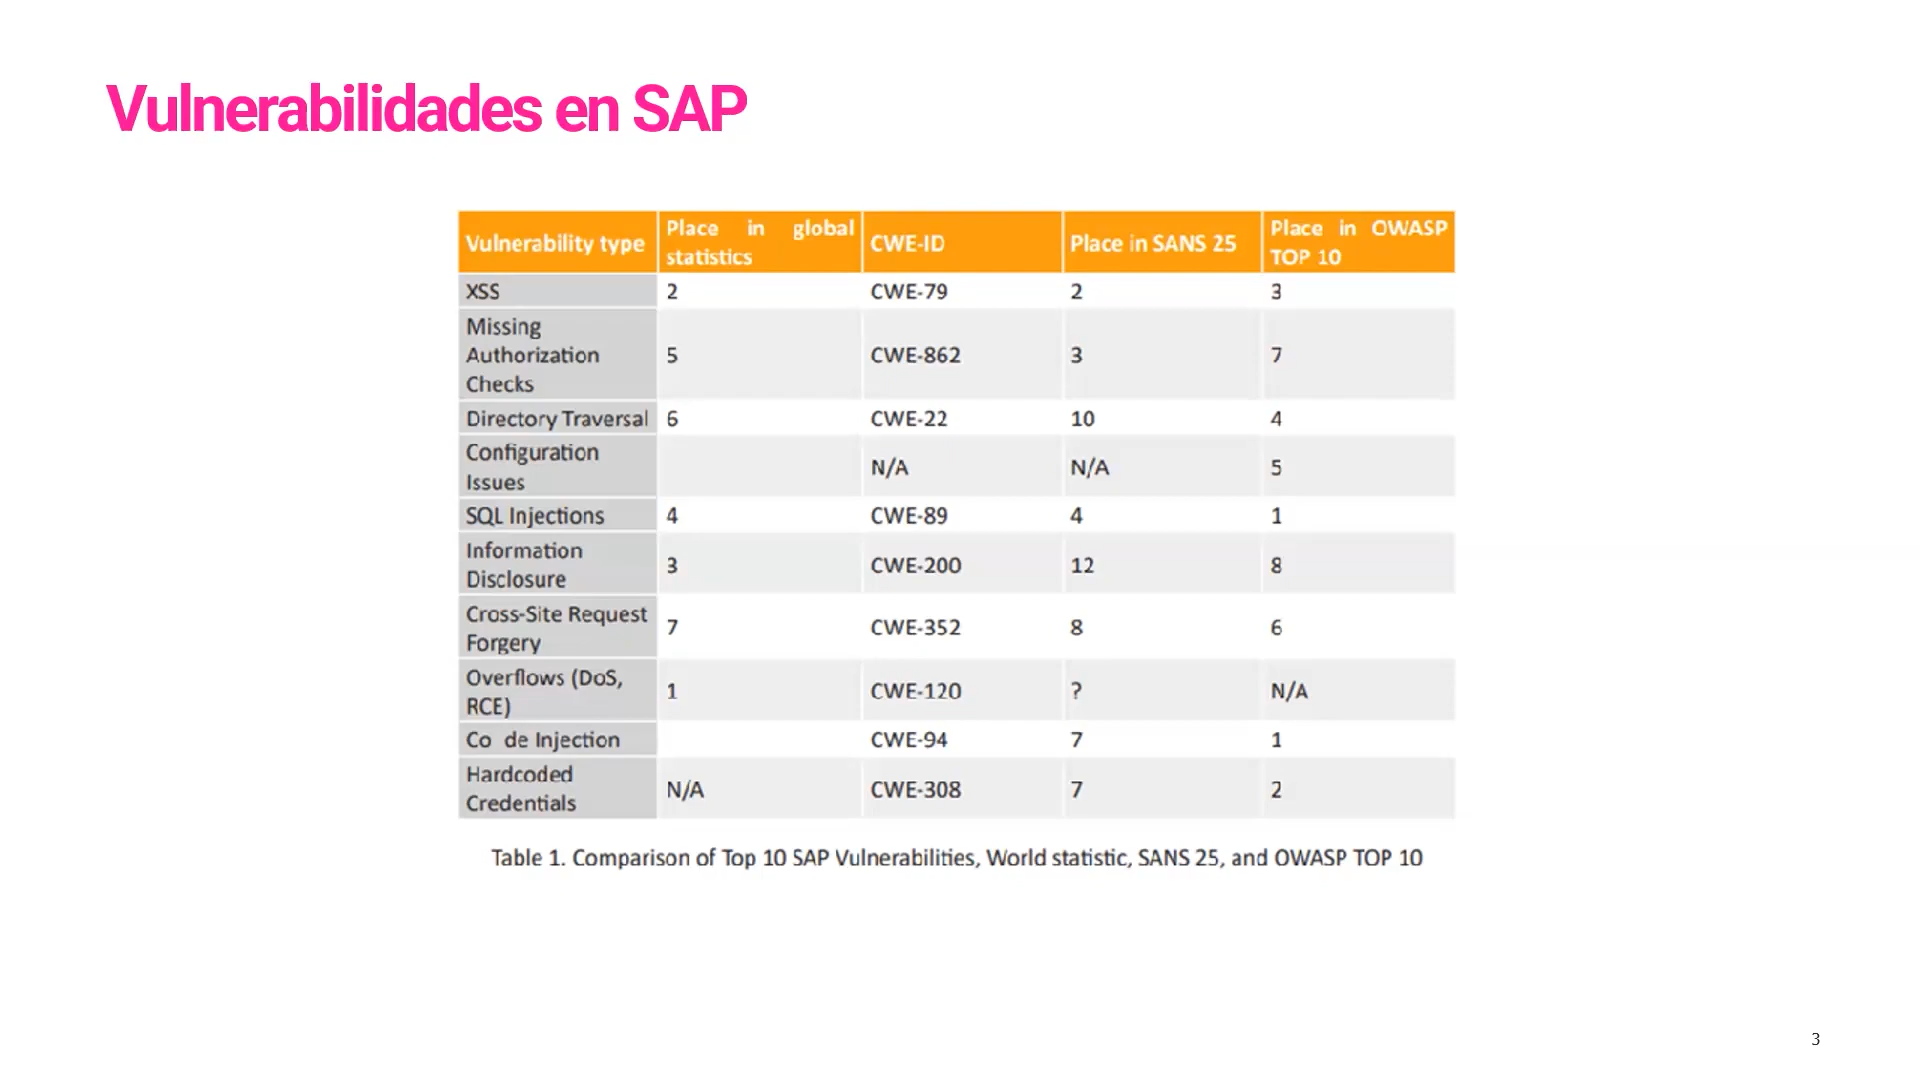 Vulnerabilidades en SAP
Vulnerability type
Place in global
statistics
CWE-ID
Place in SANS 25
Place in OWASP
TOP 10
XSS
2
CWE-79
2
3
Missing
Authorization
Checks
5
CWE-862
3
7
Directory Traversal
6
CWE-22
10
4
Configuration
Issues
N/A
N/A
5
SQL Injections
4
CWE-89
4
1
Information
Disclosure
3
CWE-200
12
8
Cross-Site Request
Forgery
7
CWE-352
8
6
Overflows (DoS,
RCE)
1
CWE-120
?
N/A
Co de Injection
CWE-94
7
1
Hardcoded
Credentials
N/A
CWE-308
7
2
Table 1. Comparison of Top 10 SAP Vulnerabilities, World statistic, SANS 25, and OWASP TOP 10
3